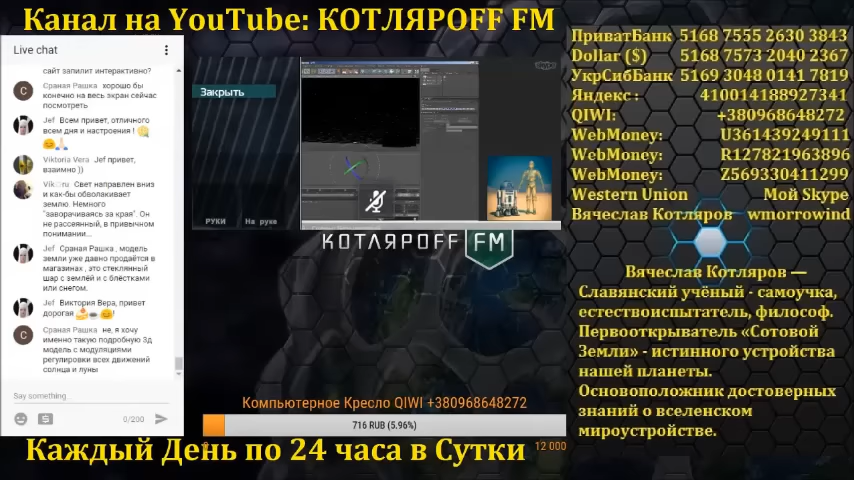 Канал на YouTube: КОТЛЯРОFF FM
Live chat
сайт запилит интерактивно?
Сраная Рашка хорошо бы
конечно на весь экран сейчас
посмотреть
Jef Всем привет, отличного
всем дня и настроения !
Viktoria Vera Jef привет,
взаимно ))
Свет направлен вниз
и как-бы обволакивает
землю. Немного
"заворачиваясь за края". Он
не рассеянный, в привычном
понимании...
Jef Сраная Рашка , модель
земли уже давно продаётся в
магазинах , это стеклянный
шар с землёй и с блёстками
или снегом.
Jef Виктория Вера, привет
дорогая !
Сраная Рашка не, я хочу
именно такую подробную 3д
модель с модуляциями
регулировки всех движений
солнца и луны
Say something...
0/200
Закрыть
РУКИ На руке
КОТЛЯРОFF FM
Компьютерное Кресло QIWI +380968648272
716 RUB (5.96%)
0 12 000
Каждый День по 24 часа в Сутки
ПриватБанк 5168 7555 2630 3843
Dollar ($) 5168 7573 2040 2367
УкрСибБанк 5169 3048 0141 7819
Яндекс : 410014188927341
QIWI: +380968648272
WebMoney: U361439249111
WebMoney: R127821963896
WebMoney: Z569330411299
Western Union Мой Skype
Вячеслав Котляров wmorrowind
Вячеслав Котляров —
Славянский учёный - самоучка,
естествоиспытатель, философ.
Первооткрыватель «Сотовой
Земли» - истинного устройства
нашей планеты.
Основоположник достоверных
знаний о вселенском
мироустройстве.